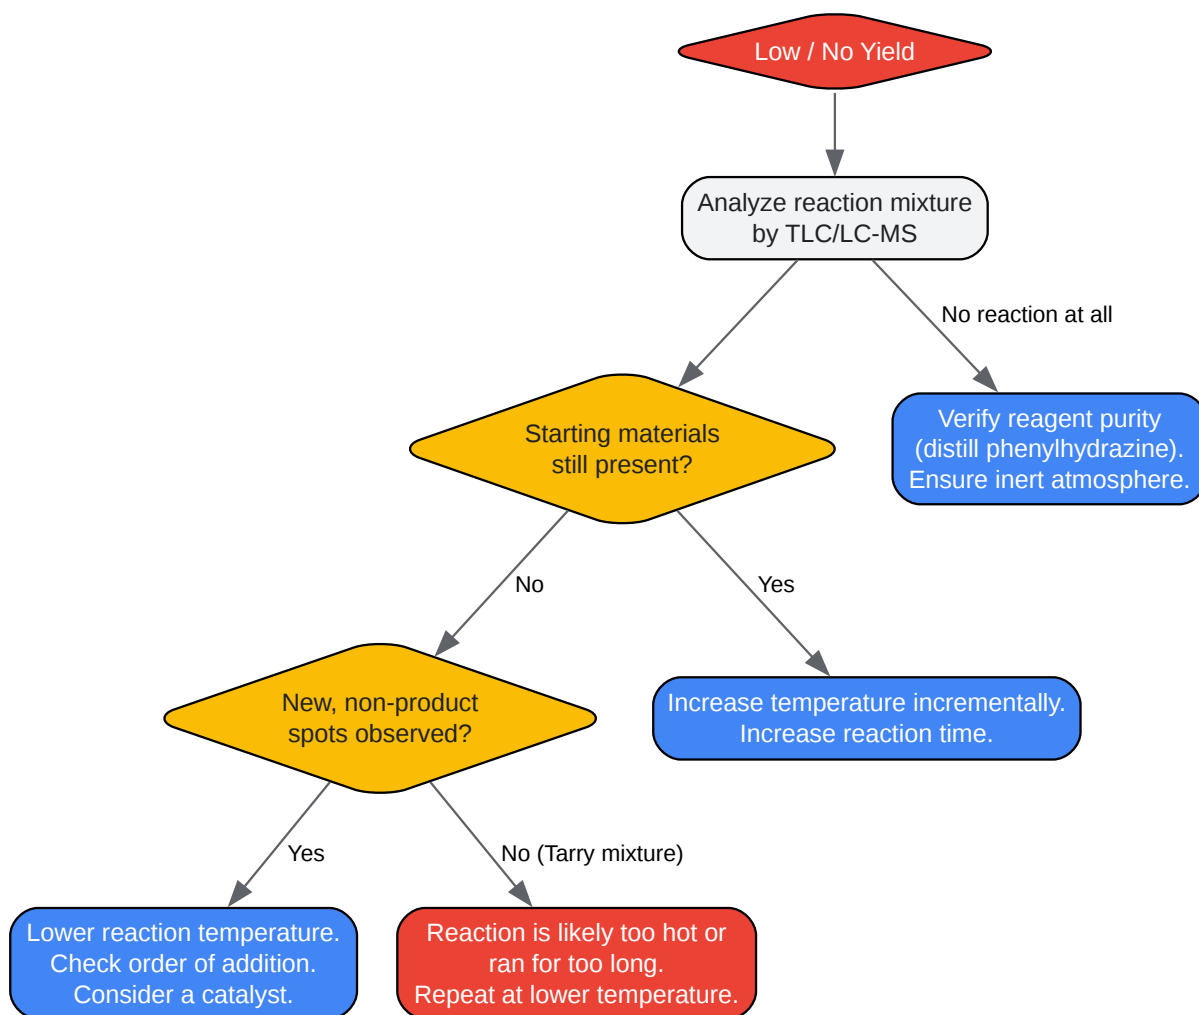 Low / No Yield
Analyze reaction mixture
by TLC/LC-MS
No reaction at all
Starting materials
still present?
Verify reagent purity
(distill phenylhydrazine).
Ensure inert atmosphere.
No
Yes
New, non-product
spots observed?
Increase temperature incrementally.
Increase reaction time.
Yes
No (Tarry mixture)
Lower reaction temperature.
Check order of addition.
Consider a catalyst.
Reaction is likely too hot or
ran for too long.
Repeat at lower temperature.